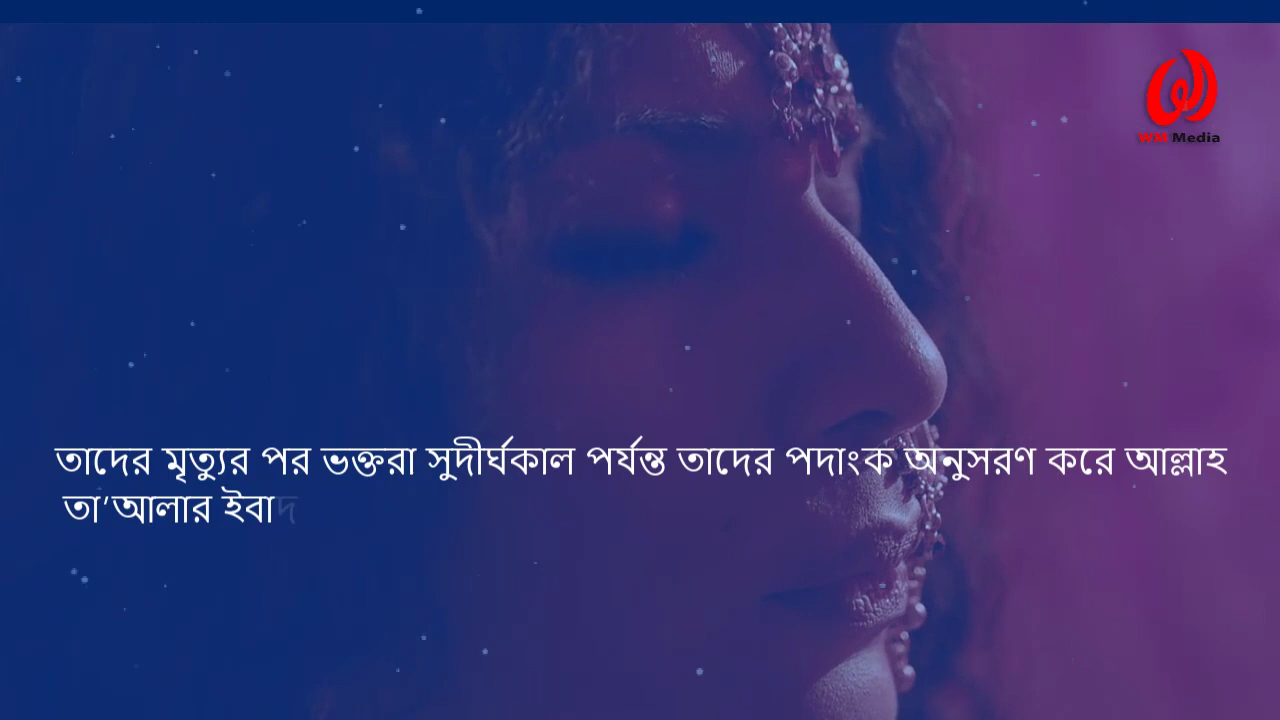 WM Media
তাদের মৃত্যুর পর ভক্তরা সুদীর্ঘকাল পর্যন্ত তাদের পদাংক অনুসরণ করে আল্লাহ
তা’আলার ইবাদ